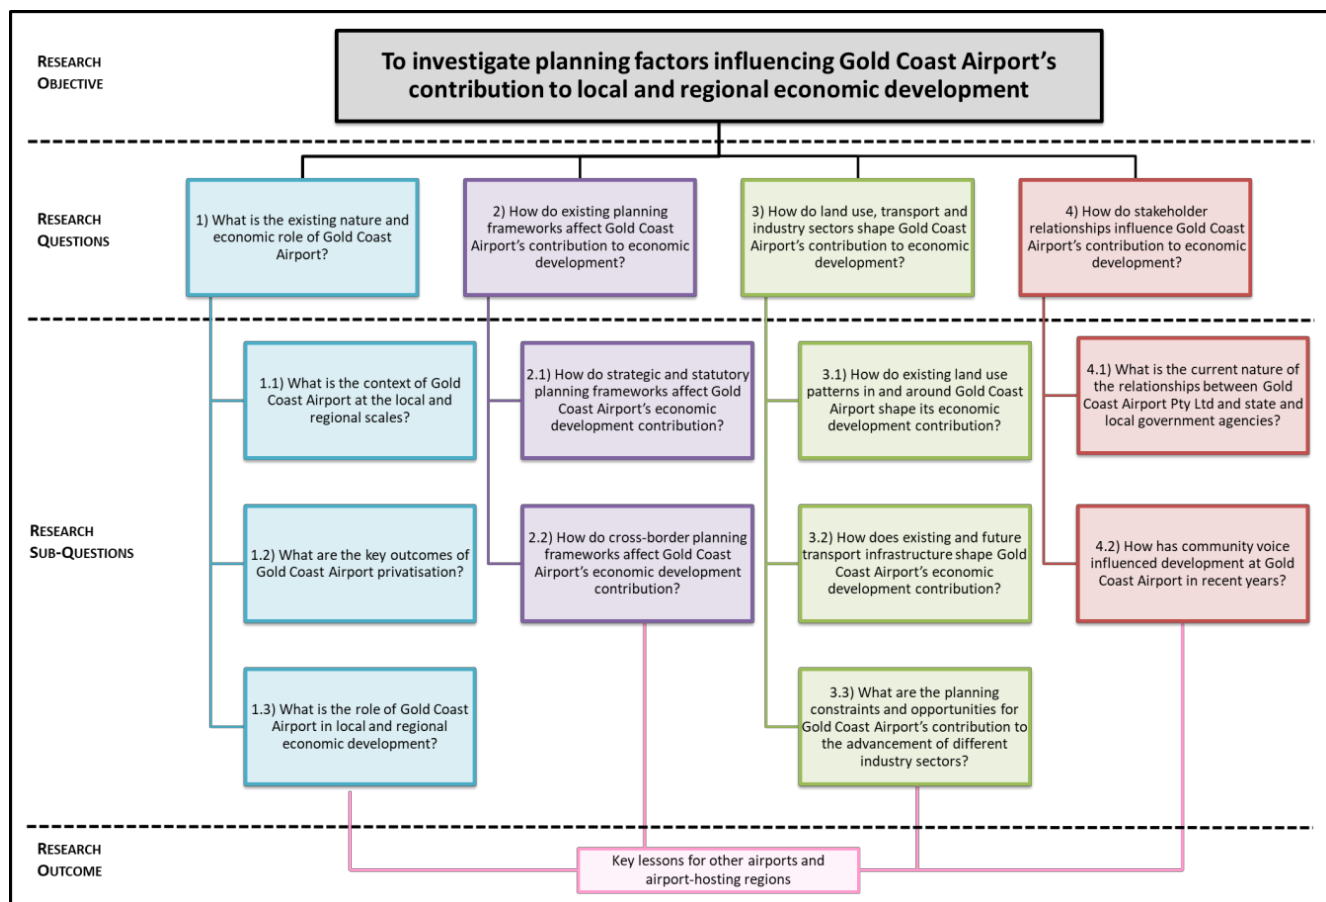 RESEARCH
OBJECTIVE
To investigate planning factors influencing Gold Coast Airport’s
contribution to local and regional economic development
RESEARCH
QUESTIONS
1) What is the existing nature and
economic role of Gold Coast
Airport?
2) How do existing planning
frameworks affect Gold Coast
Airport’s contribution to economic
development?
3) How do land use, transport and
industry sectors shape Gold Coast
Airport’s contribution to economic
development?
4) How do stakeholder
relationships influence Gold Coast
Airport’s contribution to economic
development?
RESEARCH
SUB-QUESTIONS
1.1) What is the context of Gold
Coast Airport at the local and
regional scales?
2.1) How do strategic and statutory
planning frameworks affect Gold
Coast Airport’s economic
development contribution?
3.1) How do existing land use
patterns in and around Gold Coast
Airport shape its economic
development contribution?
4.1) What is the current nature of
the relationships between Gold
Coast Airport Pty Ltd and state and
local government agencies?
1.2) What are the key outcomes of
Gold Coast Airport privatisation?
2.2) How do cross-border planning
frameworks affect Gold Coast
Airport’s economic development
contribution?
3.2) How does existing and future
transport infrastructure shape Gold
Coast Airport’s economic
development contribution?
4.2) How has community voice
influenced development at Gold
Coast Airport in recent years?
1.3) What is the role of Gold Coast
Airport in local and regional
economic development?
3.3) What are the planning
constraints and opportunities for
Gold Coast Airport’s contribution to
the advancement of different
industry sectors?
RESEARCH
OUTCOME
Key lessons for other airports and
airport-hosting regions